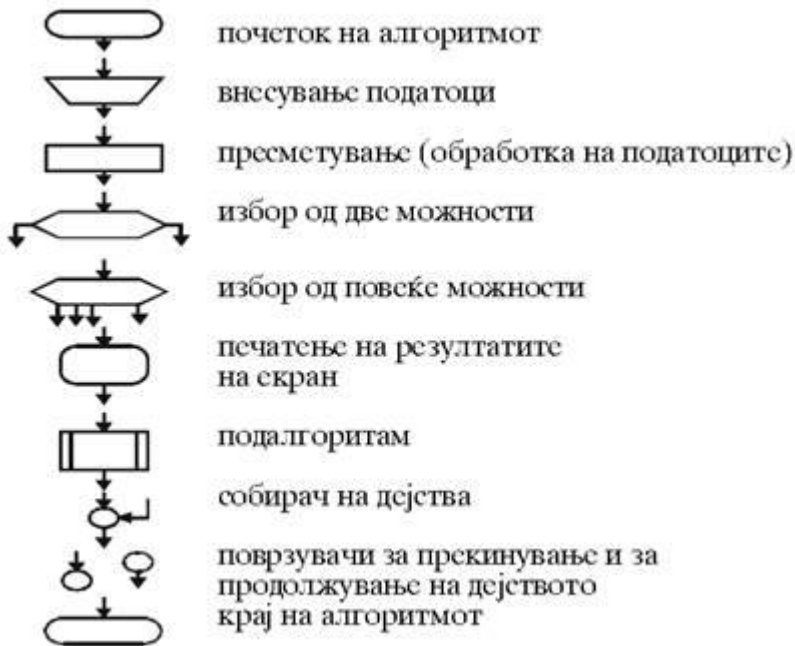 почеток на алгоритмот
внесување податоци
пресметување (обработка на податоците)
избор од две можности
избор од повеќе можности
печатење на резултатите
на екран
подалгоритам
собирач на дејства
поврзувачи за прекинување и за
продолжување на дејството
крај на алгоритмот